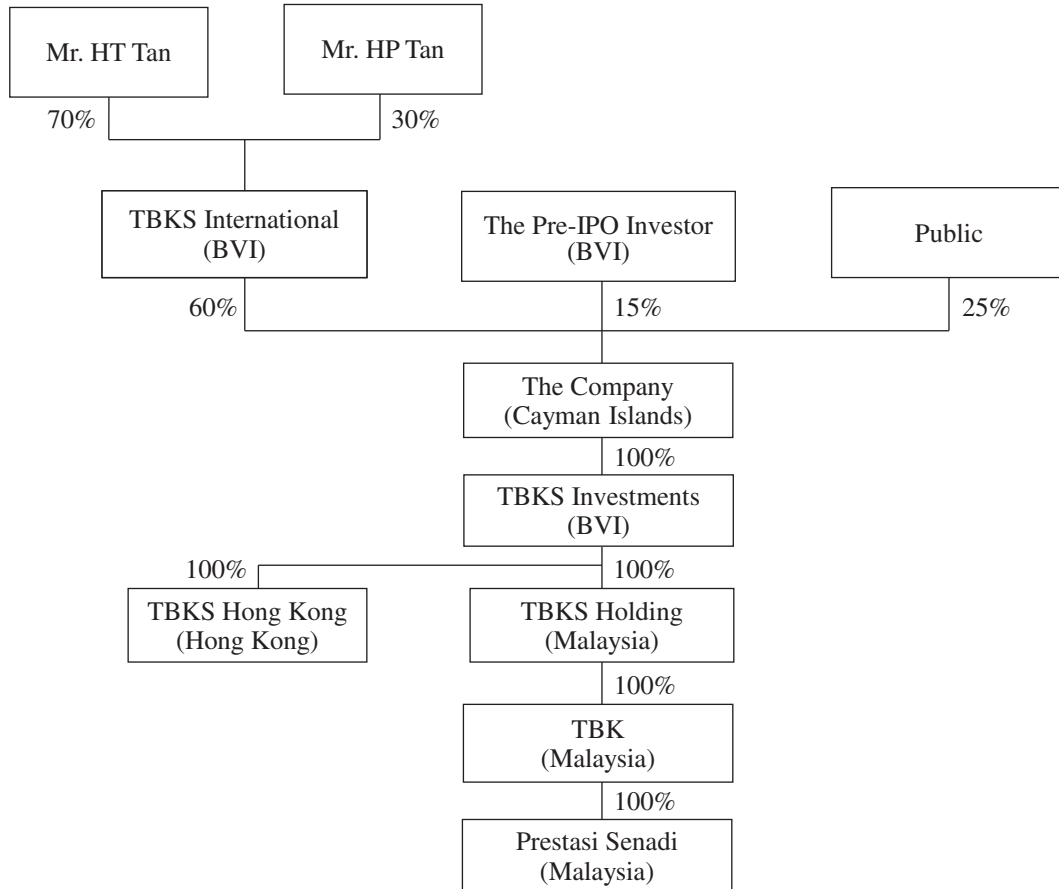 Mr. HT Tan
Mr. HP Tan
70%
30%
TBKS International
(BVI)
The Pre-IPO Investor
(BVI)
Public
60%
15%
25%
The Company
(Cayman Islands)
100%
TBKS Investments
(BVI)
100%
100%
TBKS Hong Kong
(Hong Kong)
TBKS Holding
(Malaysia)
100%
TBK
(Malaysia)
100%
Prestasi Senadi
(Malaysia)